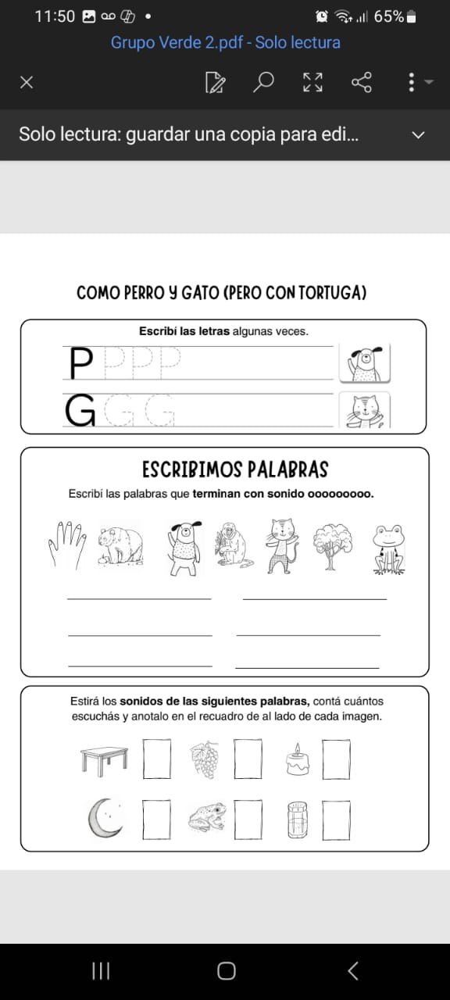 11:50
65%
Grupo Verde 2.pdf - Solo lectura
Solo lectura: guardar una copia para edi...
COMO PERRO Y GATO (PERO CON TORTUGA)
Escribí las letras algunas veces.
P P P P
G G G
ESCRIBIMOS PALABRAS
Escribí las palabras que terminan con sonido ooooooooo.
Estirá los sonidos de las siguientes palabras, contá cuántos
escuchás y anotalo en el recuadro de al lado de cada imagen.